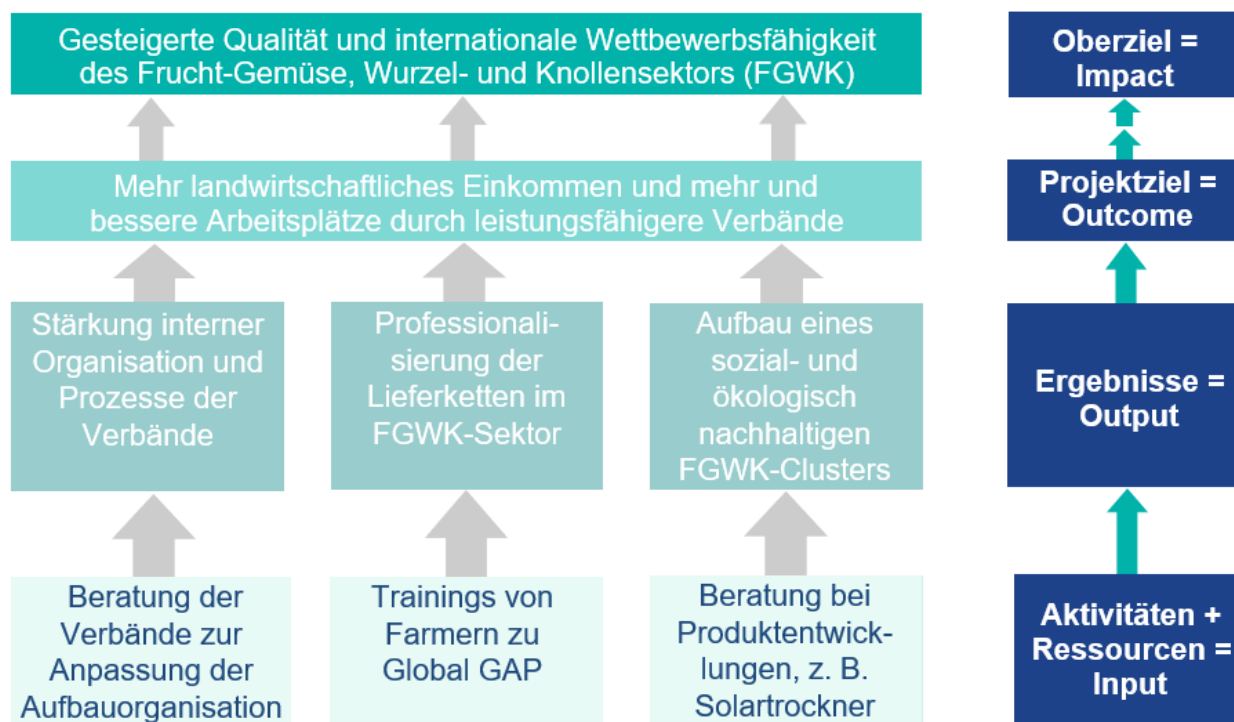 Gesteigerte Qualität und internationale Wettbewerbsfähigkeit
des Frucht-Gemüse, Wurzel- und Knollensektors (FGWK)
Oberziel =
Impact
Mehr landwirtschaftliches Einkommen und mehr und
bessere Arbeitsplätze durch leistungsfähigere Verbände
Projektziel =
Outcome
Stärkung interner
Organisation und
Prozesse der
Verbände
Professionali-
sierung der
Lieferketten im
FGWK-Sektor
Aufbau eines
sozial- und
ökologisch
nachhaltigen
FGWK-Clusters
Ergebnisse =
Output
Beratung der
Verbände zur
Anpassung der
Aufbauorganisation
Trainings von
Farmern zu
Global GAP
Beratung bei
Produktentwick-
lungen, z. B.
Solartrockner
Aktivitäten +
Ressourcen =
Input